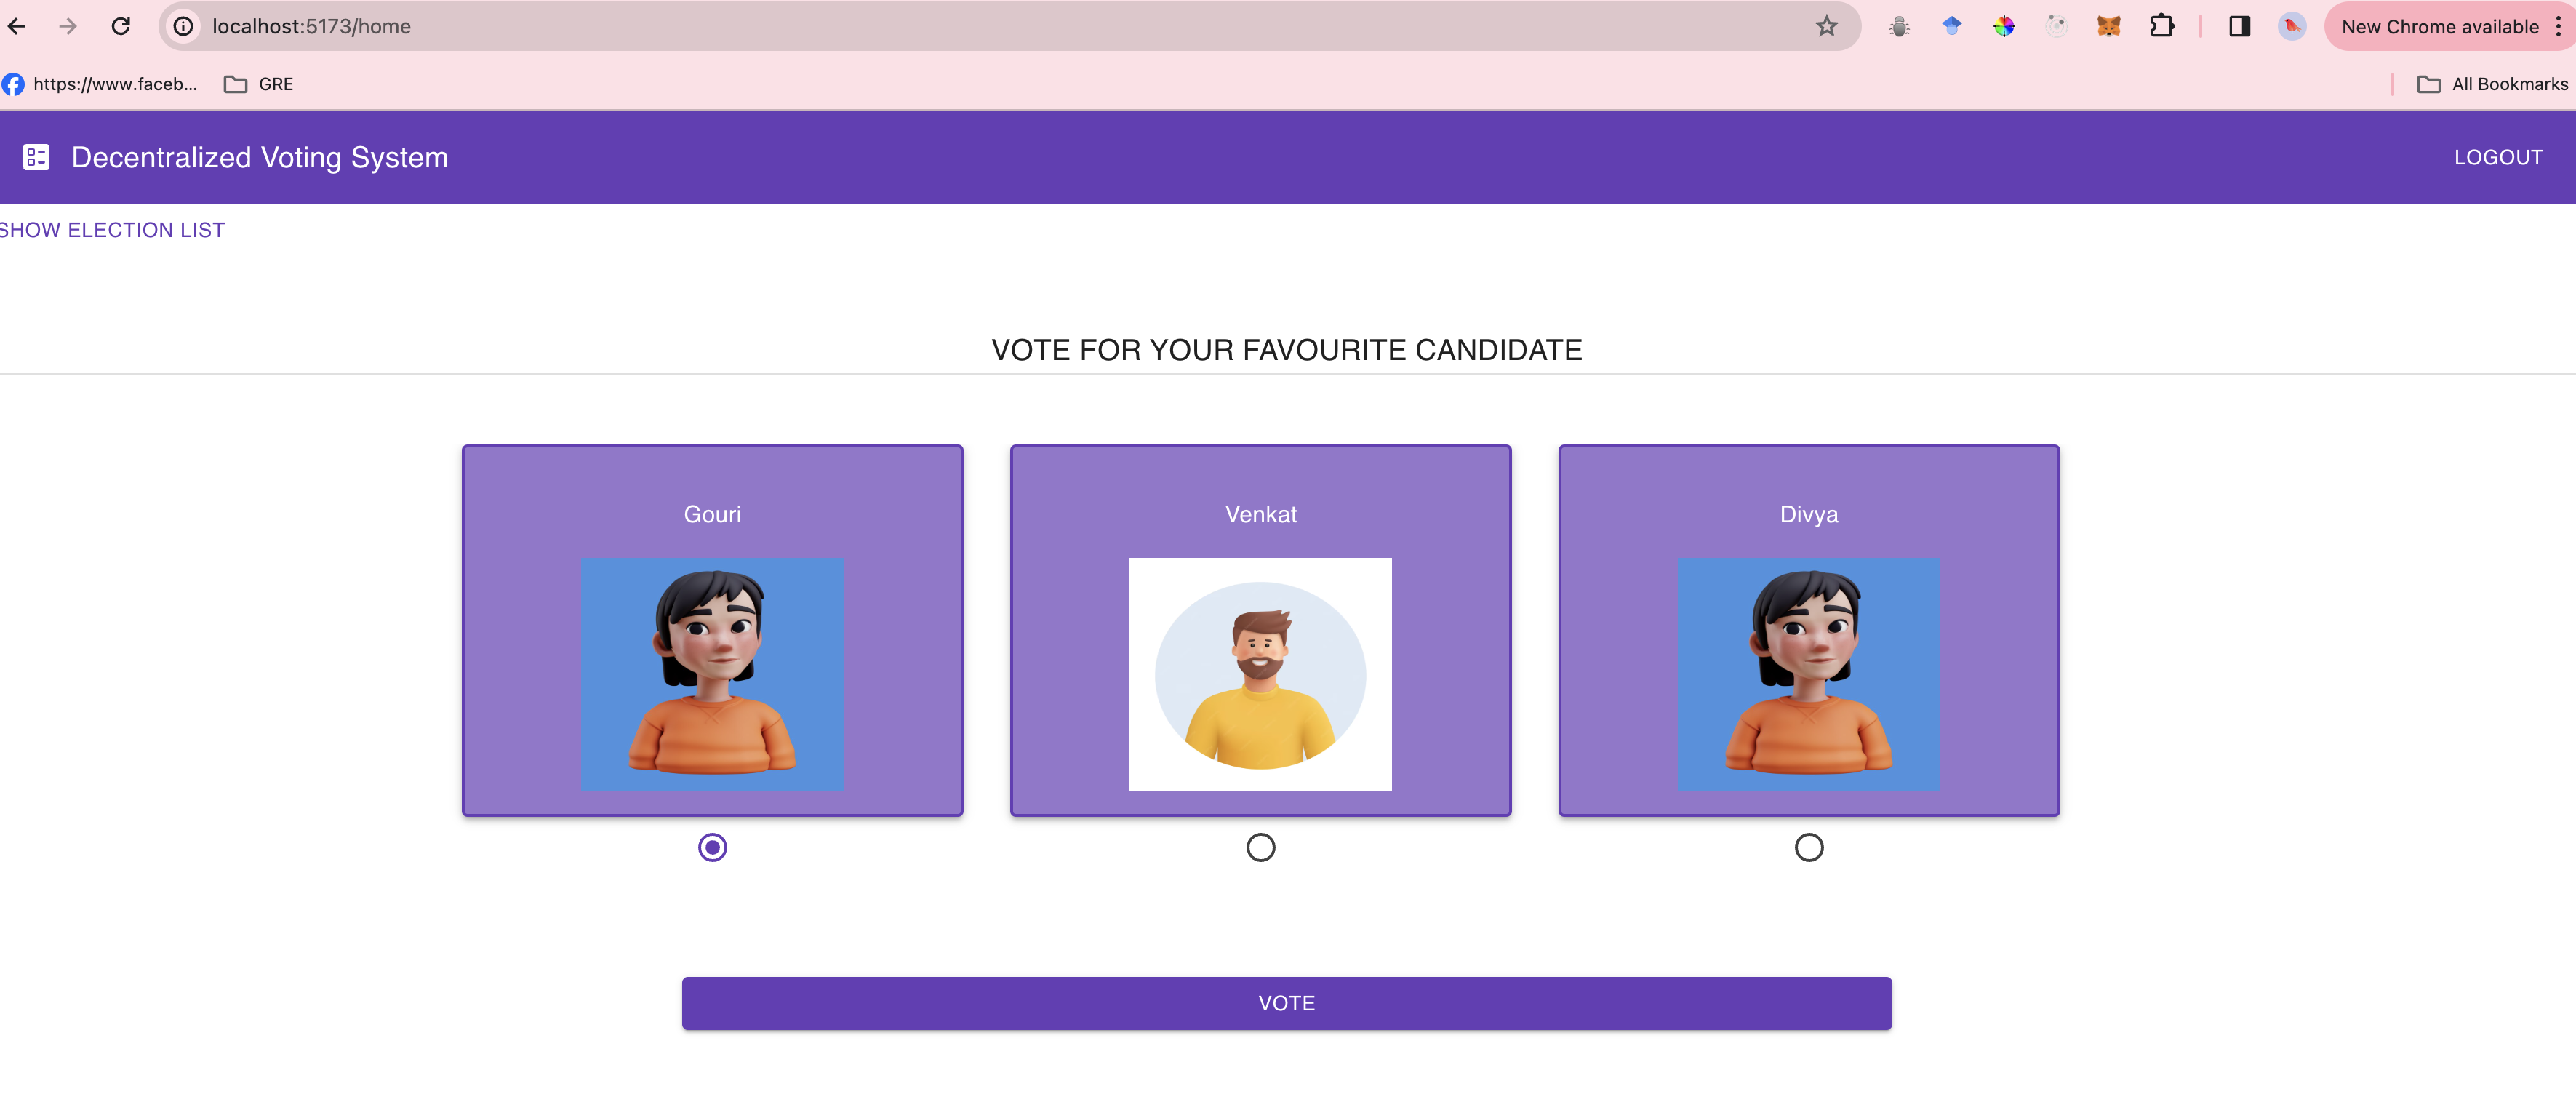 localhost:5173/home
New Chrome available
https://www.faceb...
GRE
All Bookmarks
Decentralized Voting System
LOGOUT
SHOW ELECTION LIST
VOTE FOR YOUR FAVOURITE CANDIDATE
Gouri
Venkat
Divya
VOTE